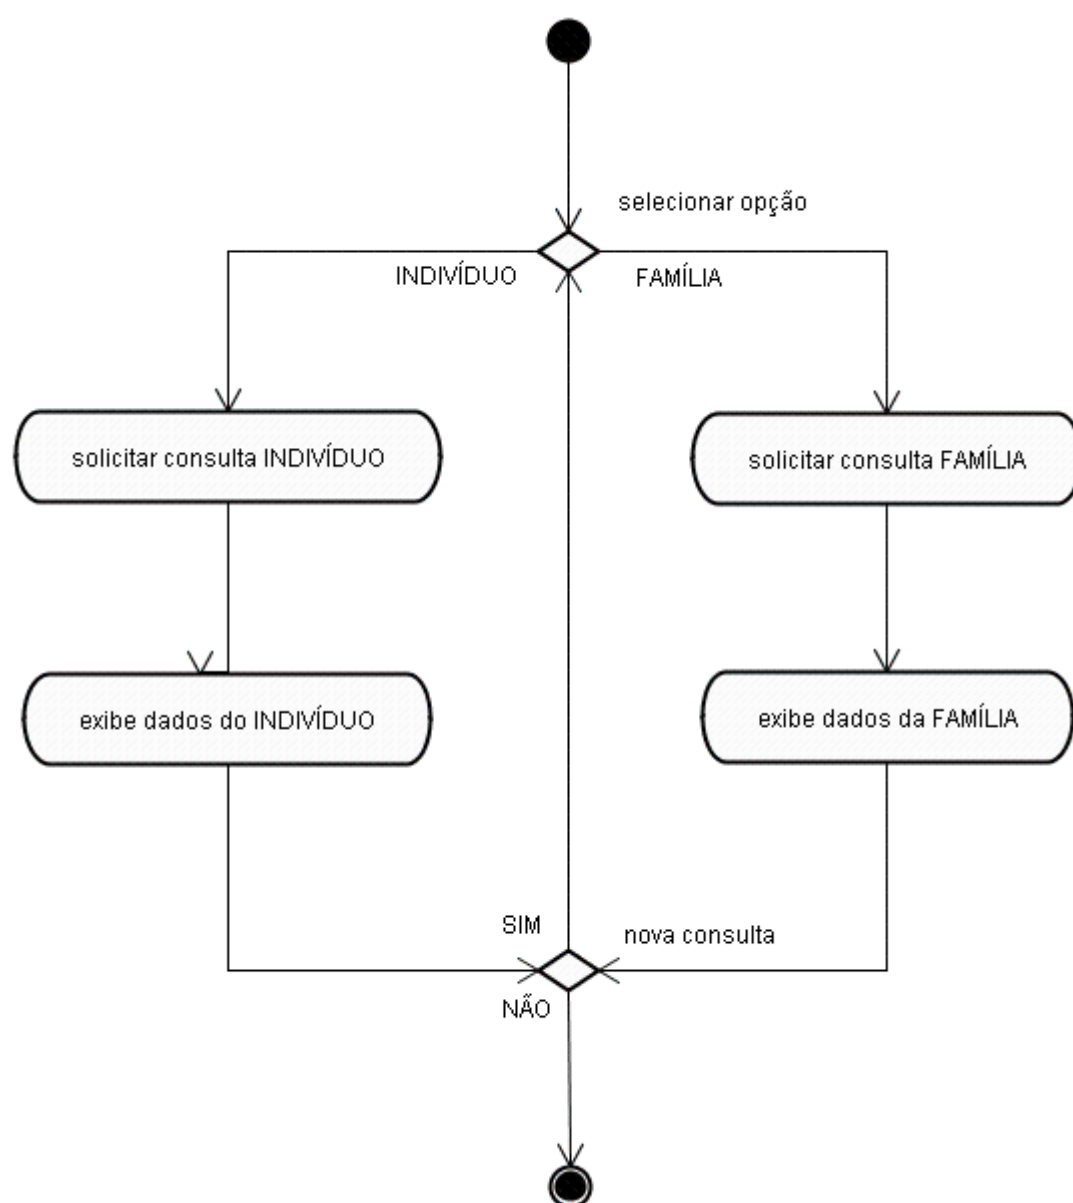 selecionar opção
INDIVÍDUO
FAMÍLIA
solicitar consulta INDIVÍDUO
solicitar consulta FAMÍLIA
exibe dados do INDIVÍDUO
exibe dados da FAMÍLIA
SIM
nova consulta
NÃO